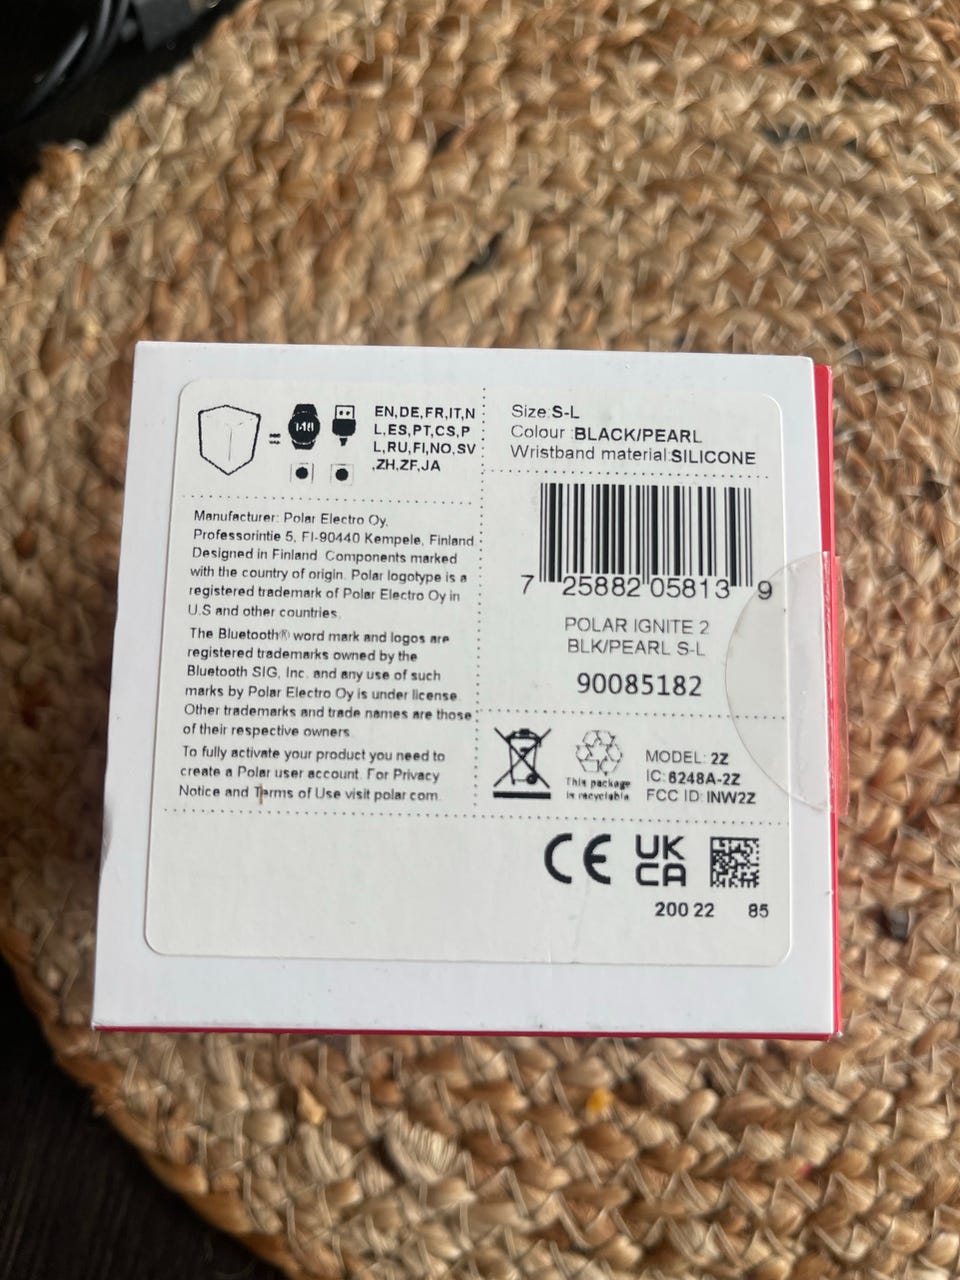 EN,DE,FR,IT,N
L,ES,PT,CS,P
L,RU,FI,NO,SV
,ZH,ZF,JA
Manufacturer: Polar Electro Oy,
Professorintie 5, FI-90440 Kempele, Finland
Designed in Finland. Components marked
with the country of origin. Polar logotype is a
registered trademark of Polar Electro Oy in
U.S and other countries.
The Bluetooth® word mark and logos are
registered trademarks owned by the
Bluetooth SIG, Inc. and any use of such
marks by Polar Electro Oy is under license.
Other trademarks and trade names are those
of their respective owners.
To fully activate your product you need to
create a Polar user account. For Privacy
Notice and Terms of Use visit polar.com.
Size:S-L
Colour :BLACK/PEARL
Wristband material:SILICONE
7 25882 05813 9
POLAR IGNITE 2
BLK/PEARL S-L
90085182
This package
is recyclable
MODEL: 2Z
IC: 6248A-2Z
FCC ID: INW2Z
CE UK
CA
200 22 85